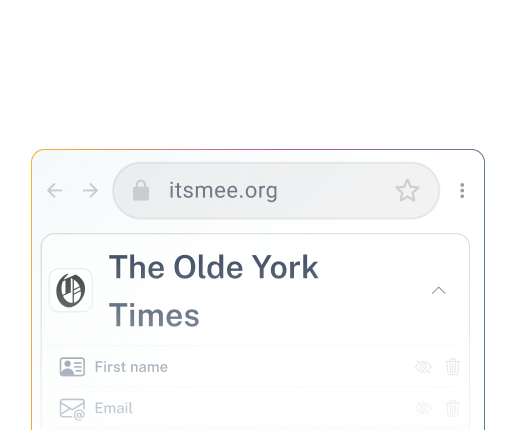 itsmee.org
The Olde York
Times
First name
Email